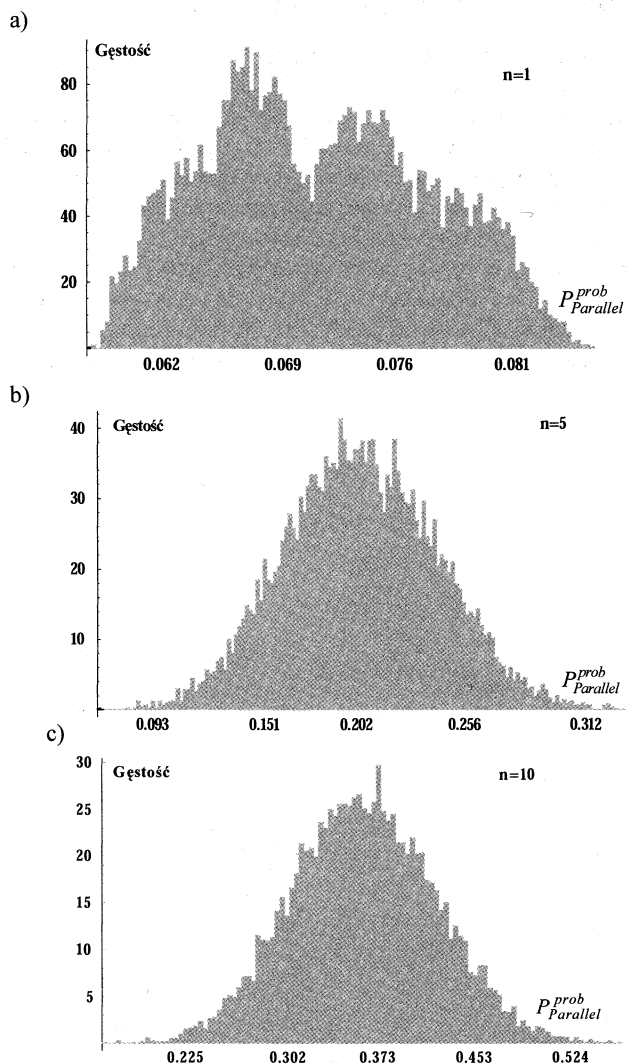 a)
Gęstość
n=1
80
60
40
20
P^{prob}_{Parallel}
0.062 0.069 0.076 0.081
b)
40
Gęstość
n=5
30
20
10
P^{prob}_{Parallel}
0.093 0.151 0.202 0.256 0.312
c)
30
Gęstość
n=10
25
20
15
10
5
P^{prob}_{Parallel}
0.225 0.302 0.373 0.453 0.524